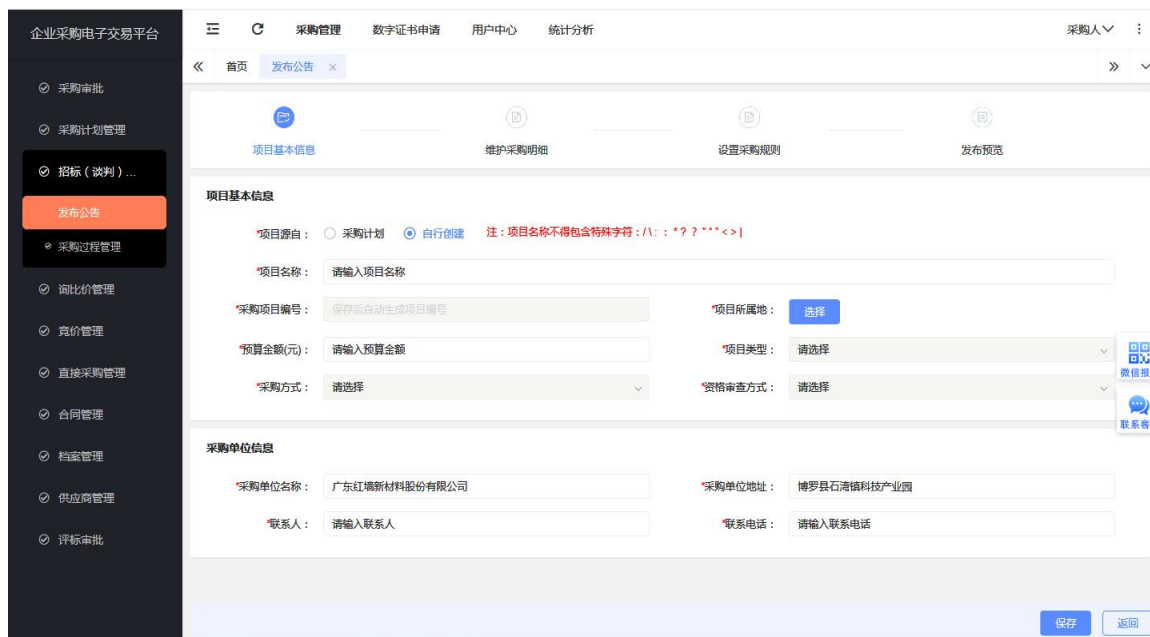 企业采购电子交易平台
采购管理 数字证书申请 用户中心 统计分析 采购人
首页 发布公告 ×
采购审批
采购计划管理
招标（谈判）...
发布公告
采购过程管理
询比价管理
竞价管理
直接采购管理
合同管理
档案管理
供应商管理
评标审批
项目基本信息 维护采购明细 设置采购规则 发布预览
项目基本信息
*项目源自： 采购计划 自行创建 注：项目名称不得包含特殊字符：/ \ : ： * ? ？ " “ ” < > |
*项目名称： 请输入项目名称
*采购项目编号： 保存后自动生成项目编号 *项目所属地： 选择
*预算金额(元)： 请输入预算金额 *项目类型： 请选择
*采购方式： 请选择 *资格审查方式： 请选择
微信报
联系客
采购单位信息
*采购单位名称： 广东红墙新材料股份有限公司 *采购单位地址： 博罗县石湾镇科技产业园
*联系人： 请输入联系人 *联系电话： 请输入联系电话
保存 返回